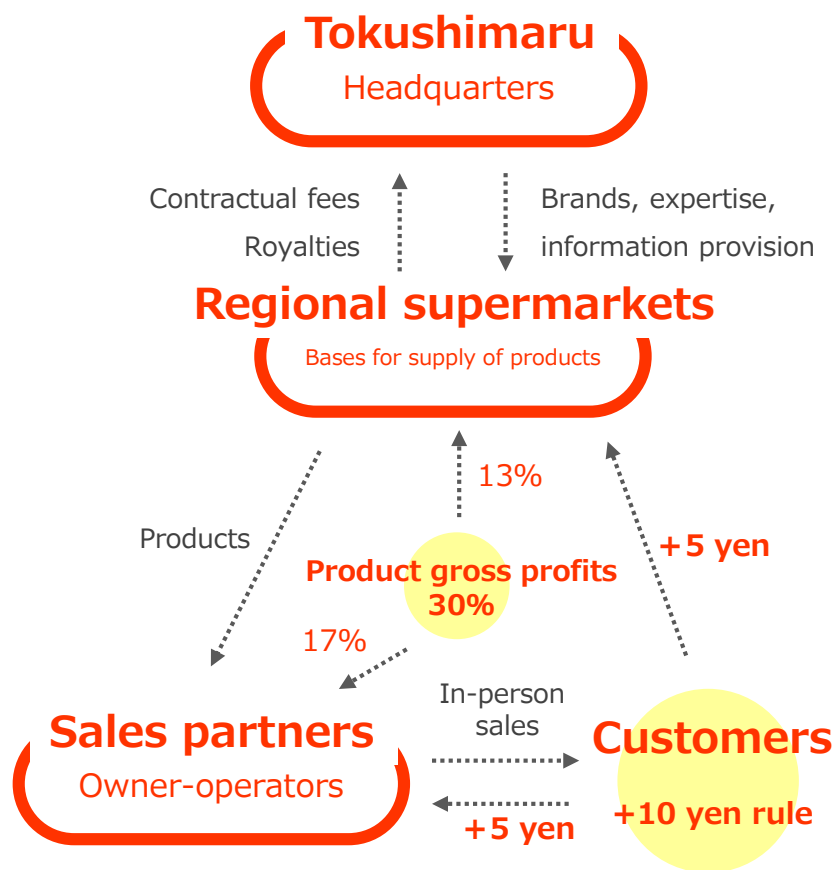 Tokushimaru
Headquarters
Contractual fees
Royalties
Brands, expertise,
information provision
Regional supermarkets
Bases for supply of products
13%
Products
+5 yen
Product gross profits
30%
17%
In-person
sales
Sales partners
Owner-operators
Customers
+10 yen rule
+5 yen